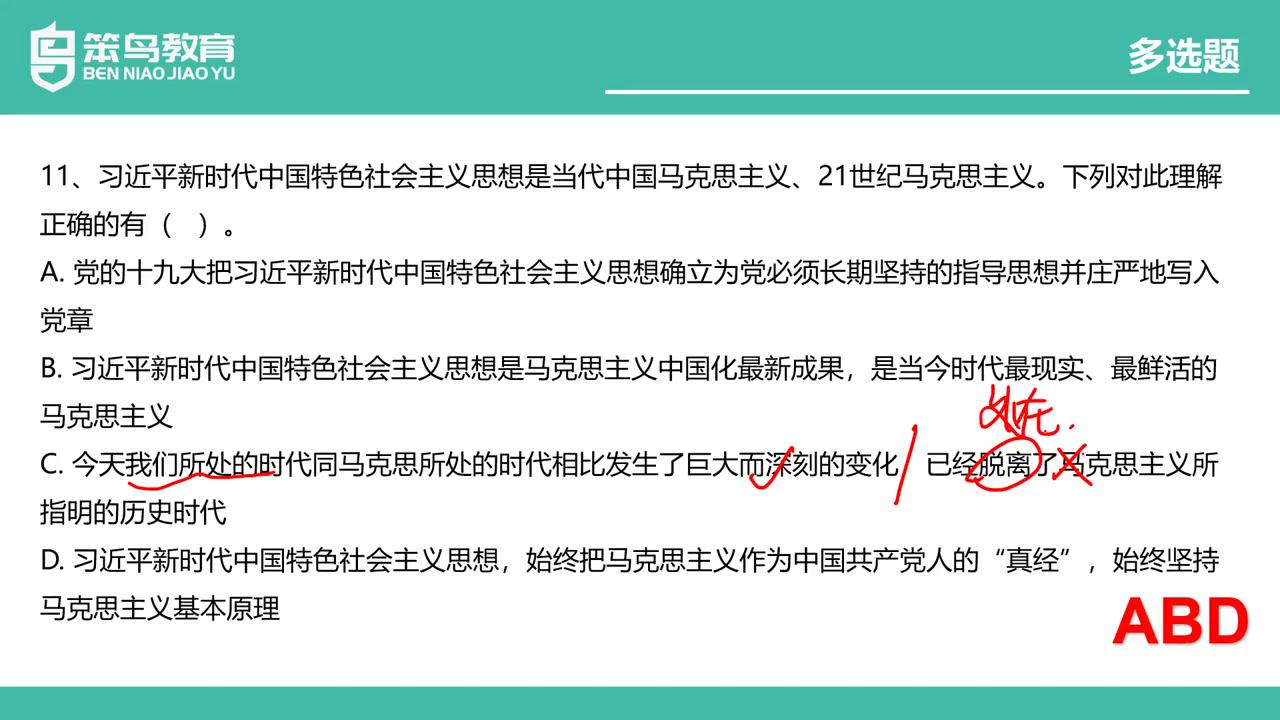 笨鸟教育
BEN NIAO JIAO YU
多选题
11、习近平新时代中国特色社会主义思想是当代中国马克思主义、21世纪马克思主义。下列对此理解
正确的有（ ）。
A. 党的十九大把习近平新时代中国特色社会主义思想确立为党必须长期坚持的指导思想并庄严地写入
党章
B. 习近平新时代中国特色社会主义思想是马克思主义中国化最新成果，是当今时代最现实、最鲜活的
马克思主义
处在.
C. 今天我们所处的时代同马克思所处的时代相比发生了巨大而深刻的变化，已经脱离了马克思主义所
指明的历史时代
D. 习近平新时代中国特色社会主义思想，始终把马克思主义作为中国共产党人的“真经”，始终坚持
马克思主义基本原理
ABD